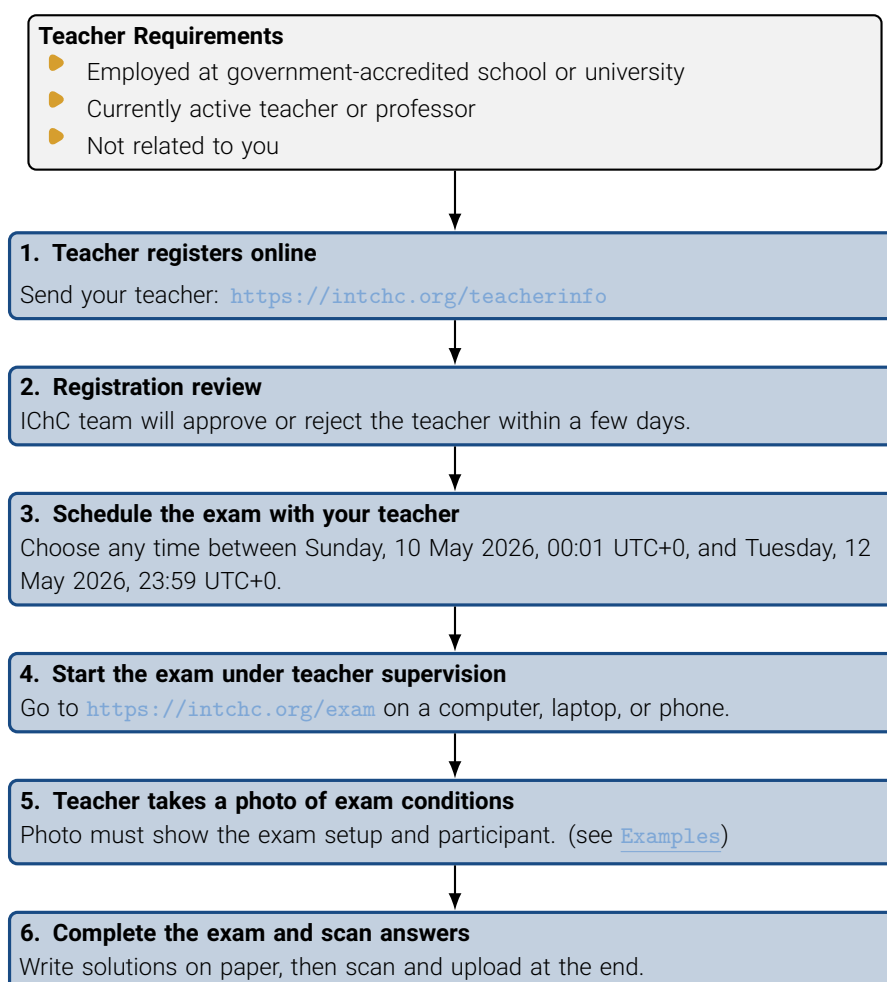 Teacher Requirements
Employed at government-accredited school or university
Currently active teacher or professor
Not related to you
1. Teacher registers online
Send your teacher: https://intchc.org/teacherinfo
2. Registration review
IChC team will approve or reject the teacher within a few days.
3. Schedule the exam with your teacher
Choose any time between Sunday, 10 May 2026, 00:01 UTC+0, and Tuesday, 12
May 2026, 23:59 UTC+0.
4. Start the exam under teacher supervision
Go to https://intchc.org/exam on a computer, laptop, or phone.
5. Teacher takes a photo of exam conditions
Photo must show the exam setup and participant. (see Examples)
6. Complete the exam and scan answers
Write solutions on paper, then scan and upload at the end.